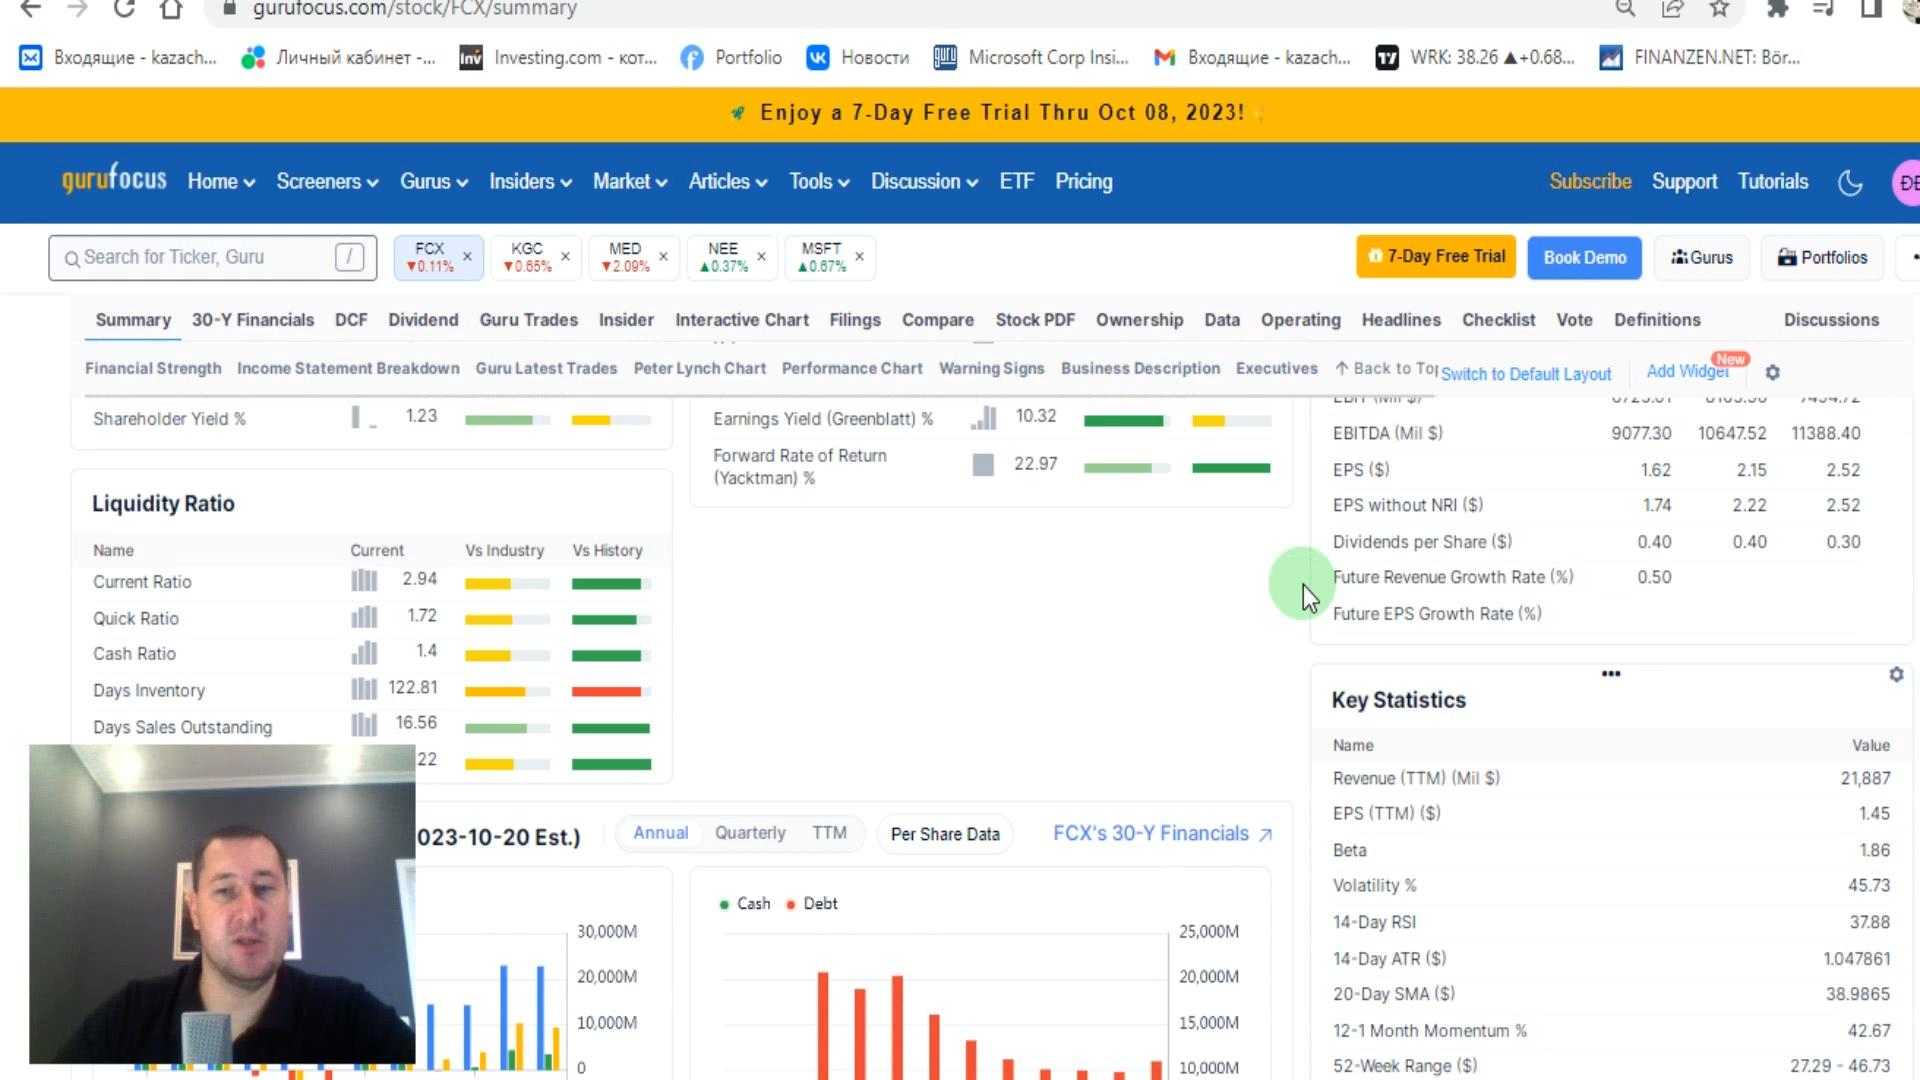 gurufocus.com/stock/FCX/summary
Входящие - kazach...
Личный кабинет -...
Inv
Investing.com - кот...
Portfolio
Новости
guru
Microsoft Corp Insi...
Входящие - kazach...
WRK: 38.26 ▲+0.68...
FINANZEN.NET: Bör...
Enjoy a 7-Day Free Trial Thru Oct 08, 2023!
gurufocus
Home Screeners Gurus Insiders Market Articles Tools Discussion ETF Pricing
Subscribe Support Tutorials
Search for Ticker, Guru /
FCX × ▼0.11%
KGC × ▼0.65%
MED × ▼2.09%
NEE × ▲0.37%
MSFT × ▲0.67%
7-Day Free Trial
Book Demo
Gurus
Portfolios
Summary 30-Y Financials DCF Dividend Guru Trades Insider Interactive Chart Filings Compare Stock PDF Ownership Data Operating Headlines Checklist Vote Definitions Discussions
Financial Strength Income Statement Breakdown Guru Latest Trades Peter Lynch Chart Performance Chart Warning Signs Business Description Executives ↑ Back to Top
Switch to Default Layout
Add Widget
New
Shareholder Yield % 1.23
Liquidity Ratio
Name Current Vs Industry Vs History
Current Ratio 2.94
Quick Ratio 1.72
Cash Ratio 1.4
Days Inventory 122.81
Days Sales Outstanding 16.56
22
Earnings Yield (Greenblatt) % 10.32
Forward Rate of Return
(Yacktman) % 22.97
EBITDA (Mil $) 9077.30 10647.52 11388.40
EPS ($) 1.62 2.15 2.52
EPS without NRI ($) 1.74 2.22 2.52
Dividends per Share ($) 0.40 0.40 0.30
Future Revenue Growth Rate (%) 0.50
Future EPS Growth Rate (%)
Key Statistics
Name Value
Revenue (TTM) (Mil $) 21,887
EPS (TTM) ($) 1.45
Beta 1.86
Volatility % 45.73
14-Day RSI 37.88
14-Day ATR ($) 1.047861
20-Day SMA ($) 38.9865
12-1 Month Momentum % 42.67
52-Week Range ($) 27.29 - 46.73
023-10-20 Est.)
Annual Quarterly TTM
Per Share Data
FCX's 30-Y Financials
30,000M
20,000M
10,000M
0
Cash Debt
25,000M
20,000M
15,000M
10,000M